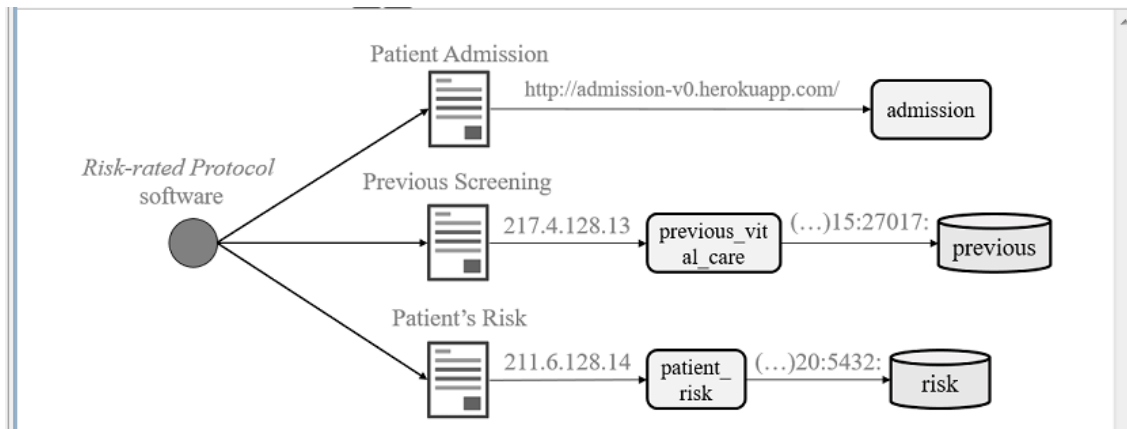 Patient Admission
http://admission-v0.herokuapp.com/
admission
Risk-rated Protocol
software
Previous Screening
217.4.128.13
previous_vit
al_care
(…)15:27017:
previous
Patient’s Risk
211.6.128.14
patient_
risk
(…)20:5432:
risk